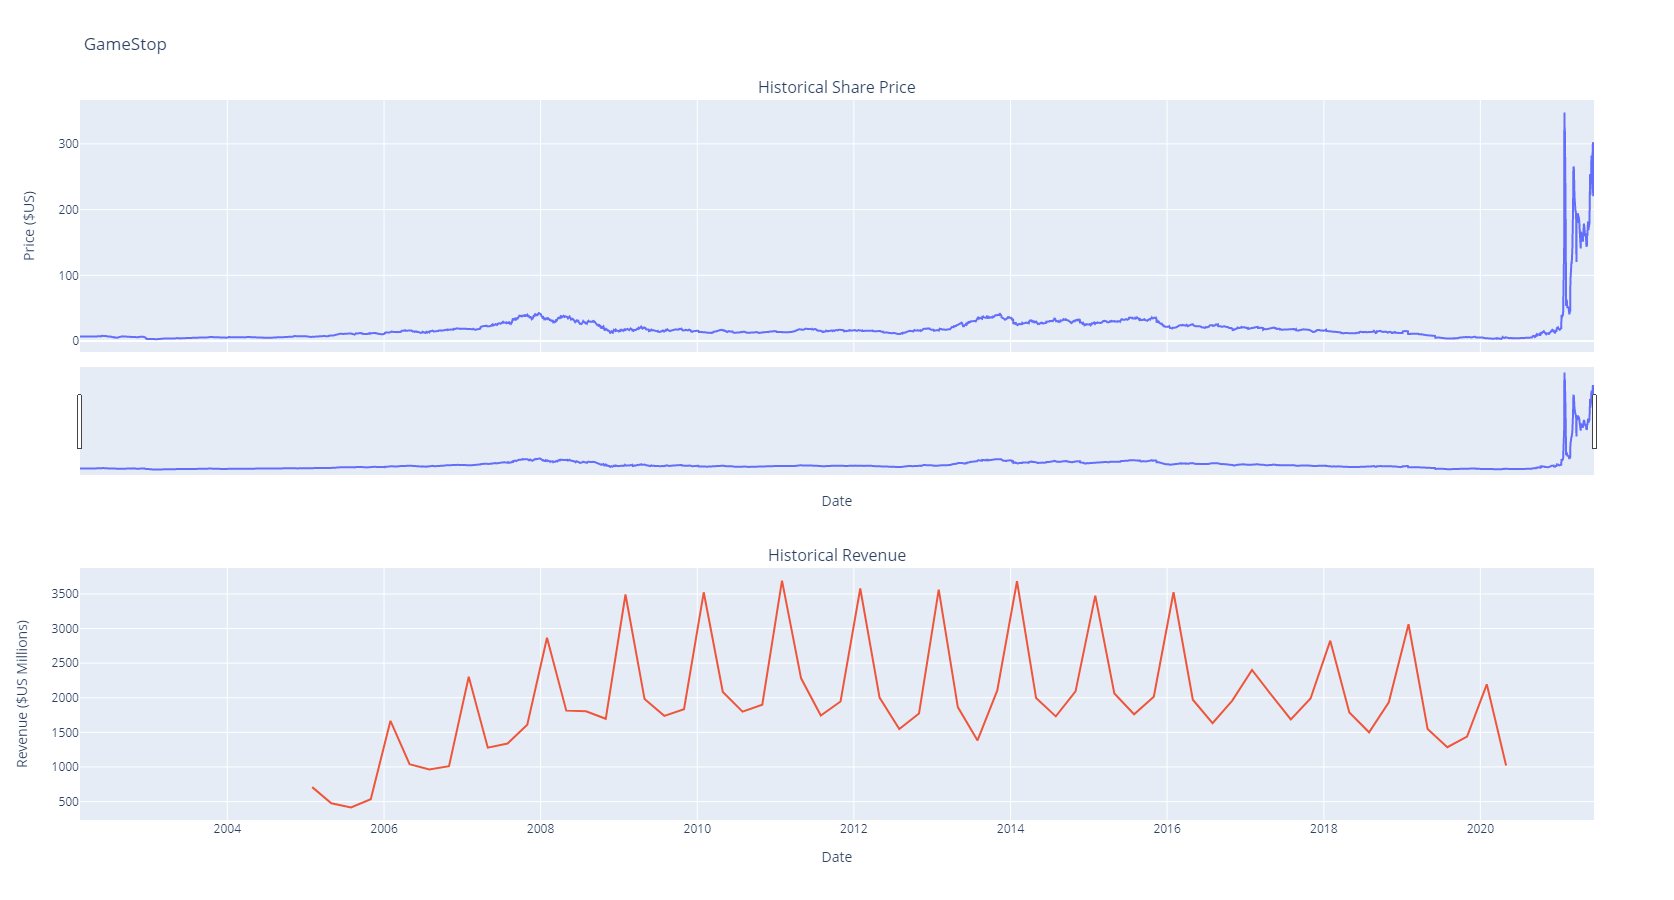 GameStop
Historical Share Price
Price ($US)
300
200
100
0
Date
Historical Revenue
Revenue ($US Millions)
3500
3000
2500
2000
1500
1000
500
2004 2006 2008 2010 2012 2014 2016 2018 2020
Date